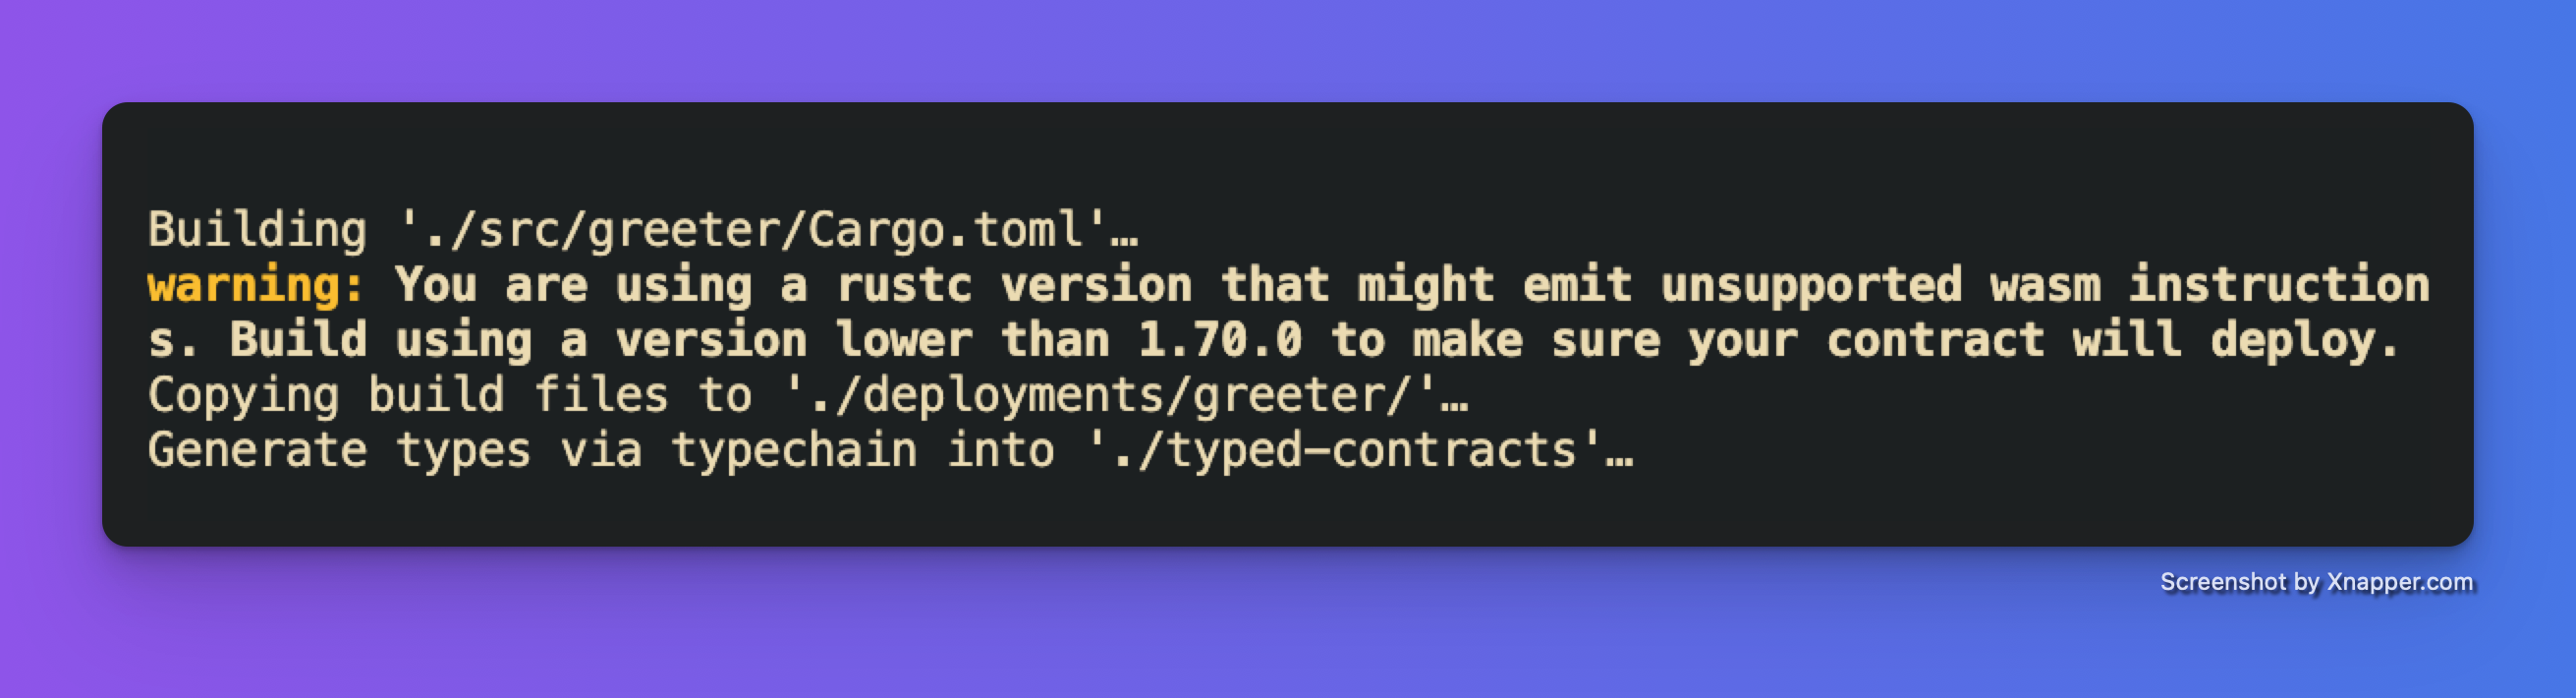 Building './src/greeter/Cargo.toml'…
warning: You are using a rustc version that might emit unsupported wasm instruction
s. Build using a version lower than 1.70.0 to make sure your contract will deploy.
Copying build files to './deployments/greeter/'…
Generate types via typechain into './typed-contracts'…
Screenshot by Xnapper.com